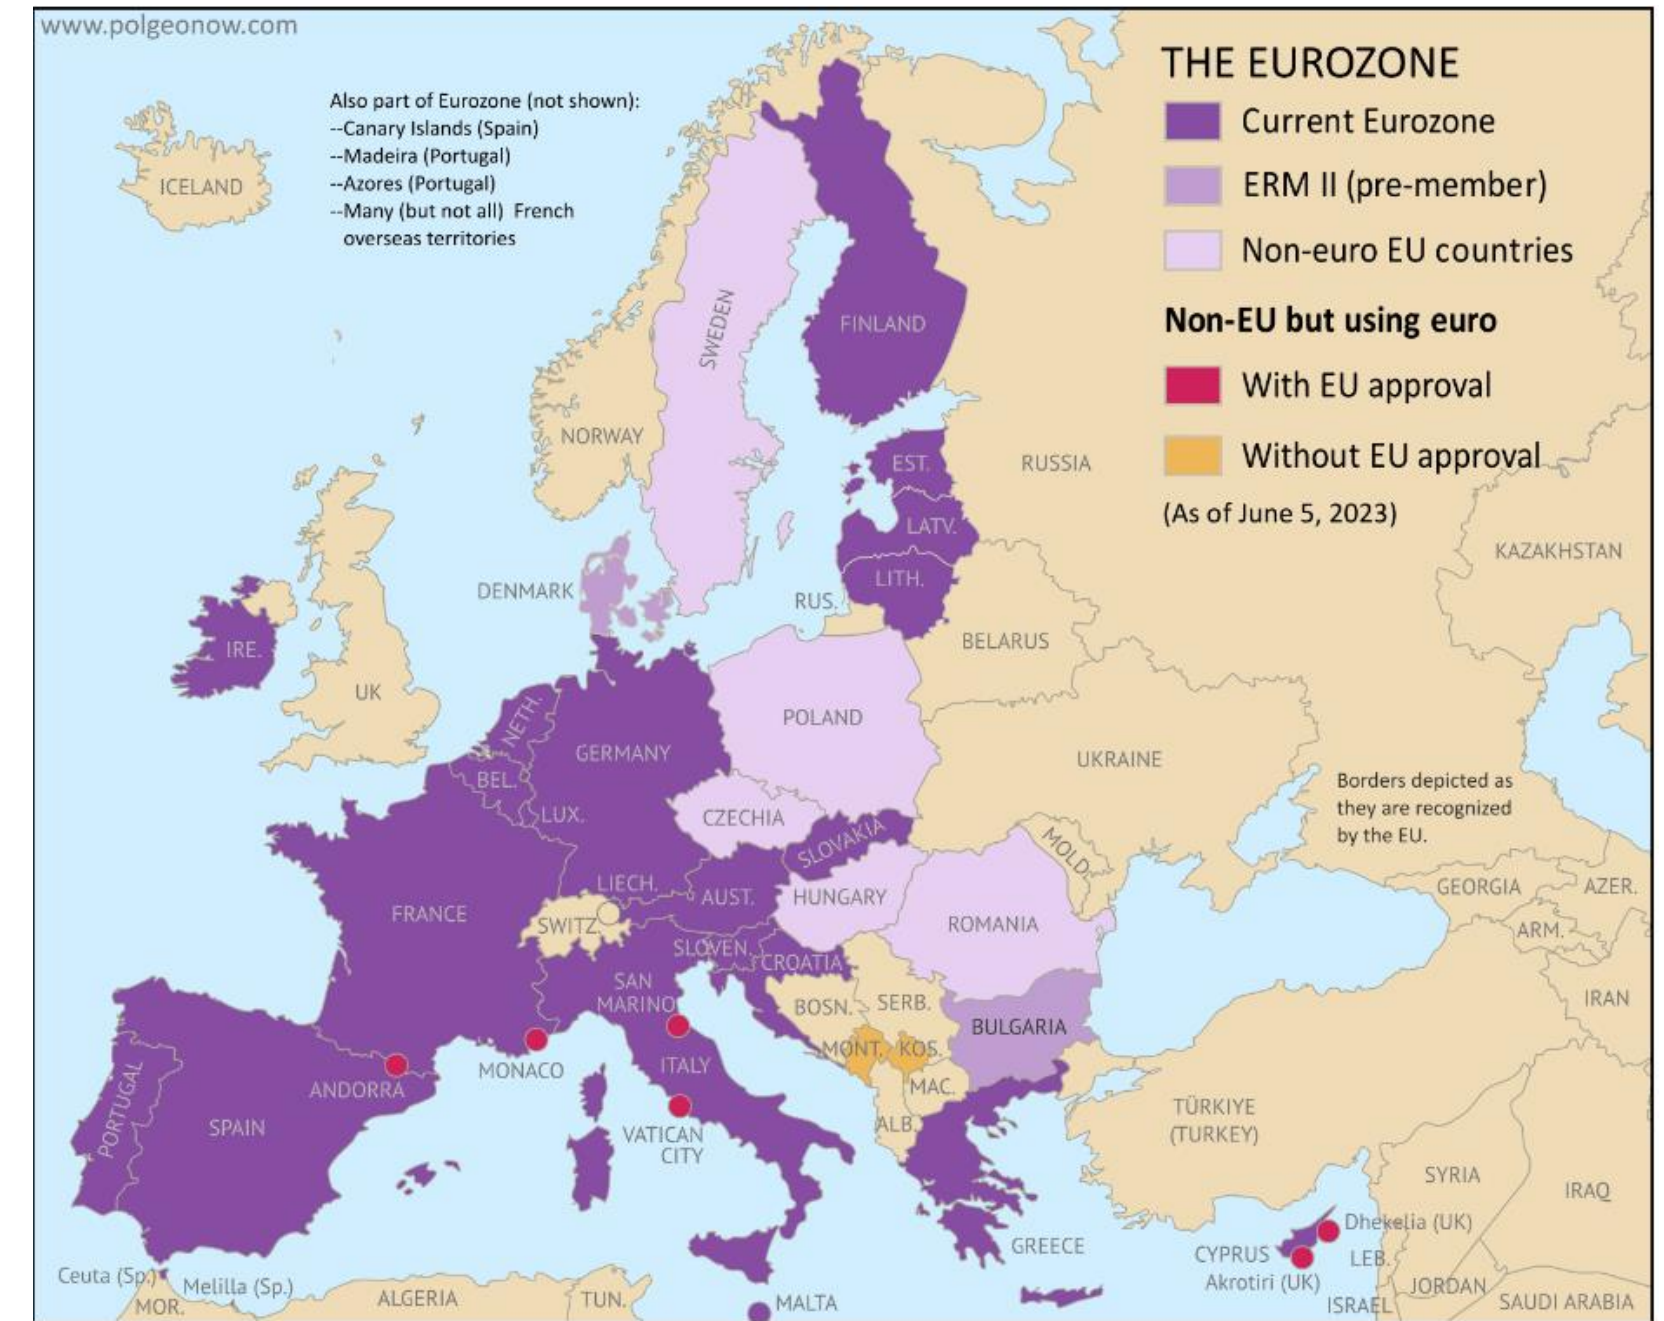 www.polgeonow.com
THE EUROZONE
Current Eurozone
ERM II (pre-member)
Non-euro EU countries
Non-EU but using euro
With EU approval
Without EU approval
(As of June 5, 2023)
Also part of Eurozone (not shown):
--Canary Islands (Spain)
--Madeira (Portugal)
--Azores (Portugal)
--Many (but not all) French
overseas territories
ICELAND
SWEDEN
FINLAND
NORWAY
RUSSIA
EST.
LATV.
LITH.
KAZAKHSTAN
DENMARK
RUS.
BELARUS
IRE.
UK
NETH.
POLAND
GERMANY
UKRAINE
BEL.
LUX.
CZECHIA
SLOVAKIA
Borders depicted as
they are recognized
by the EU.
MOLD.
LIECH.
AUST.
HUNGARY
GEORGIA
AZER.
FRANCE
SWITZ.
ROMANIA
ARM.
SLOVEN.
CROATIA
SAN
MARINO
BOSN.
SERB.
IRAN
BULGARIA
MONT.
KOS.
MONACO
ITALY
ANDORRA
MAC.
PORTUGAL
SPAIN
ALB.
TÜRKIYE
(TURKEY)
VATICAN
CITY
SYRIA
IRAQ
Dhekelia (UK)
GREECE
CYPRUS
LEB.
Akrotiri (UK)
Ceuta (Sp.)
Melilla (Sp.)
MOR.
ALGERIA
TUN.
MALTA
JORDAN
ISRAEL
SAUDI ARABIA